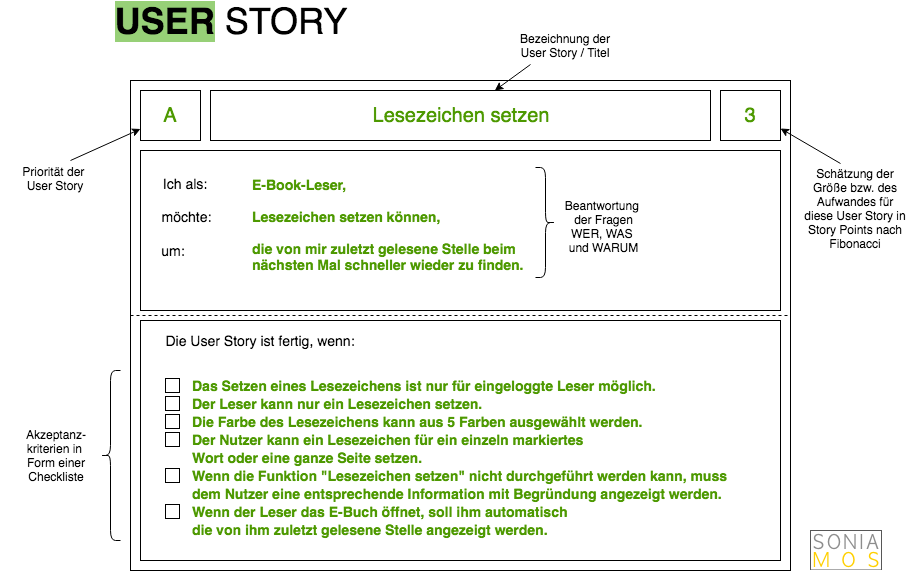 USER STORY
Bezeichnung der
User Story / Titel
A
Lesezeichen setzen
3
Priorität der
User Story
Schätzung der
Größe bzw. des
Aufwandes für
diese User Story in
Story Points nach
Fibonacci
Ich als:
E-Book-Leser,
möchte:
Lesezeichen setzen können,
um:
die von mir zuletzt gelesene Stelle beim
nächsten Mal schneller wieder zu finden.
Beantwortung
der Fragen
WER, WAS
und WARUM
Die User Story ist fertig, wenn:
Akzeptanz-
kriterien in
Form einer
Checkliste
Das Setzen eines Lesezeichens ist nur für eingeloggte Leser möglich.
Der Leser kann nur ein Lesezeichen setzen.
Die Farbe des Lesezeichens kann aus 5 Farben ausgewählt werden.
Der Nutzer kann ein Lesezeichen für ein einzeln markiertes
Wort oder eine ganze Seite setzen.
Wenn die Funktion "Lesezeichen setzen" nicht durchgeführt werden kann, muss
dem Nutzer eine entsprechende Information mit Begründung angezeigt werden.
Wenn der Leser das E-Buch öffnet, soll ihm automatisch
die von ihm zuletzt gelesene Stelle angezeigt werden.
SONIA
MOS